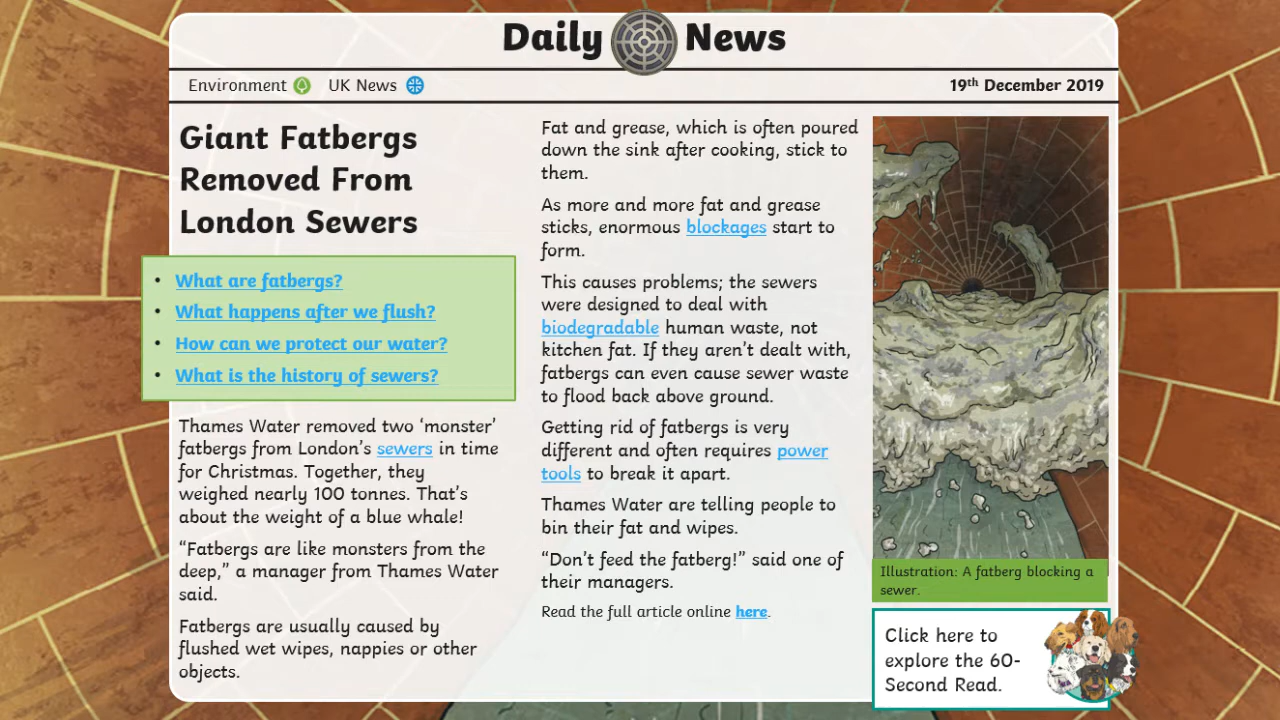 Daily News
Environment UK News 19th December 2019
Giant Fatbergs
Removed From
London Sewers
• What are fatbergs?
• What happens after we flush?
• How can we protect our water?
• What is the history of sewers?
Thames Water removed two ‘monster’
fatbergs from London’s sewers in time
for Christmas. Together, they
weighed nearly 100 tonnes. That’s
about the weight of a blue whale!
“Fatbergs are like monsters from the
deep,” a manager from Thames Water
said.
Fatbergs are usually caused by
flushed wet wipes, nappies or other
objects.
Fat and grease, which is often poured
down the sink after cooking, stick to
them.
As more and more fat and grease
sticks, enormous blockages start to
form.
This causes problems; the sewers
were designed to deal with
biodegradable human waste, not
kitchen fat. If they aren’t dealt with,
fatbergs can even cause sewer waste
to flood back above ground.
Getting rid of fatbergs is very
different and often requires power
tools to break it apart.
Thames Water are telling people to
bin their fat and wipes.
“Don’t feed the fatberg!” said one of
their managers.
Read the full article online here.
Illustration: A fatberg blocking a
sewer.
Click here to
explore the 60-
Second Read.